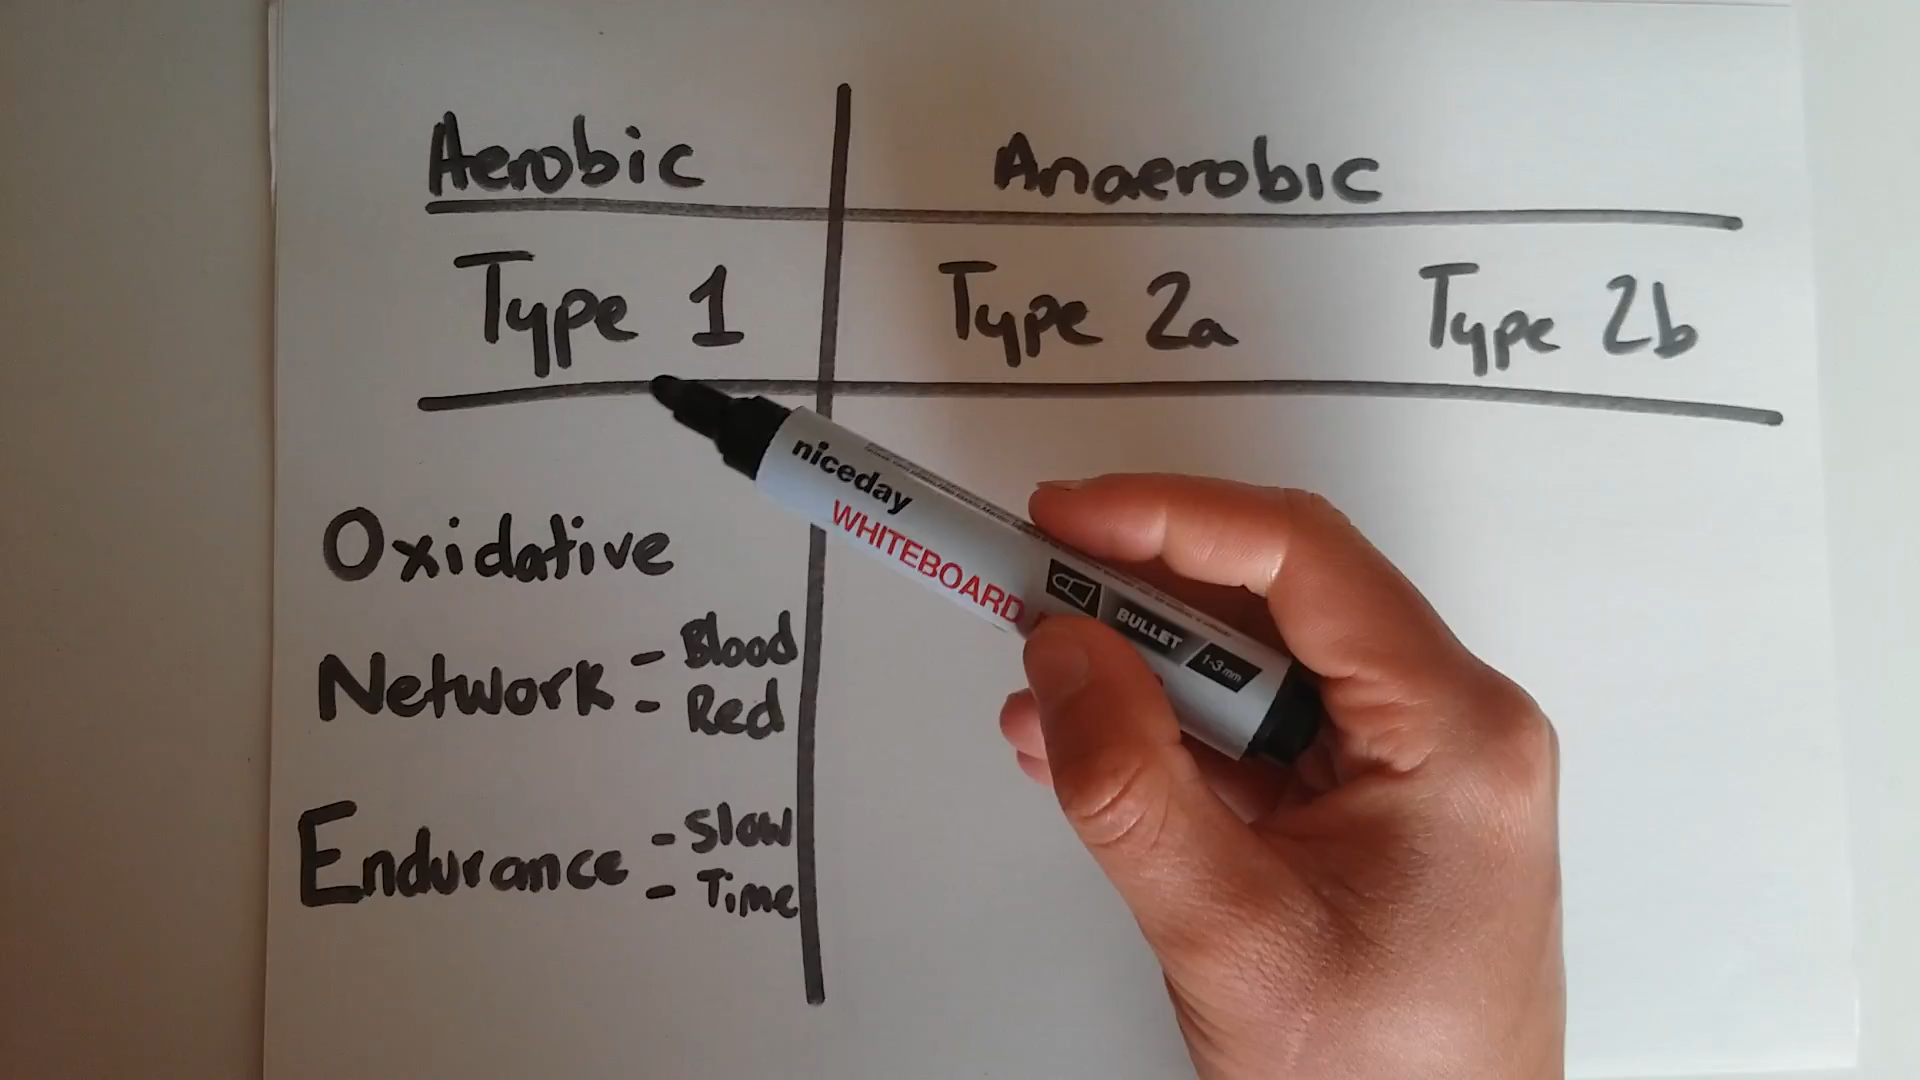 Aerobic
Anaerobic
Type 1
Type 2a
Type 2b
Oxidative
Network - Blood
- Red
Endurance - Slow
- Time
niceday
WHITEBOARD
BULLET
1-3 mm